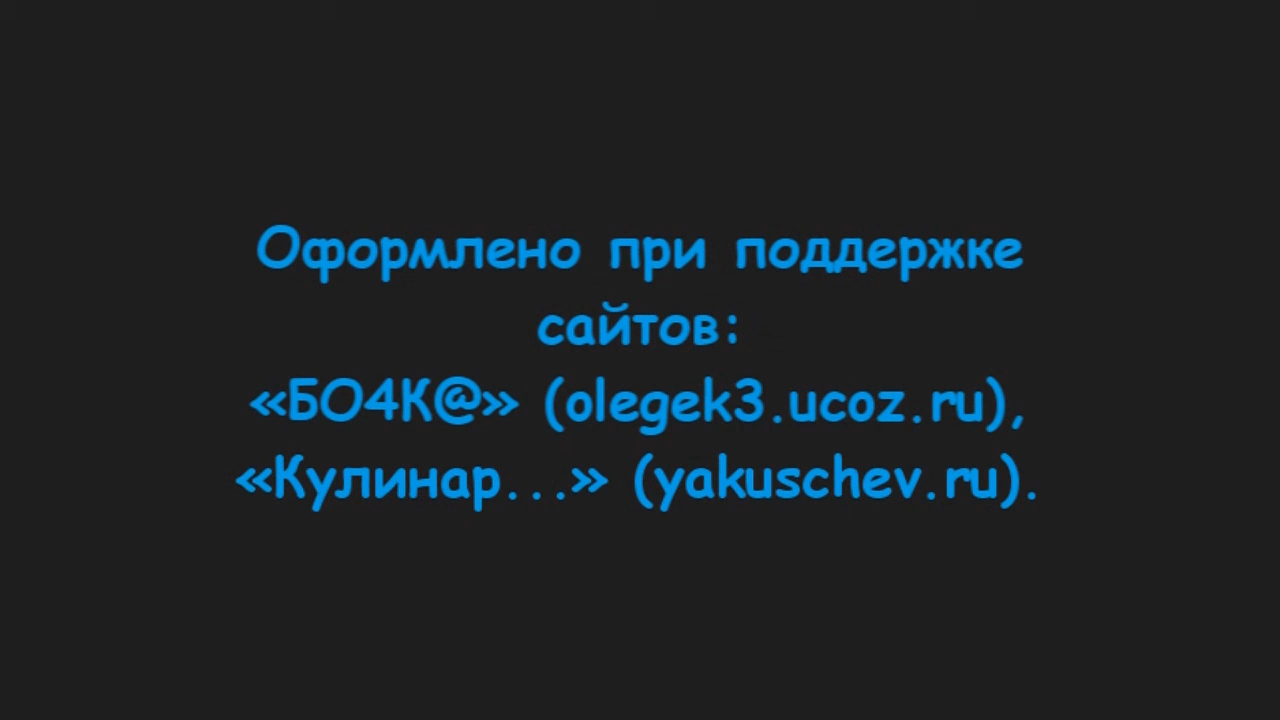 Оформлено при поддержке
сайтов:
«БО4К@» (olegek3.ucoz.ru),
«Кулинар...» (yakuschev.ru).